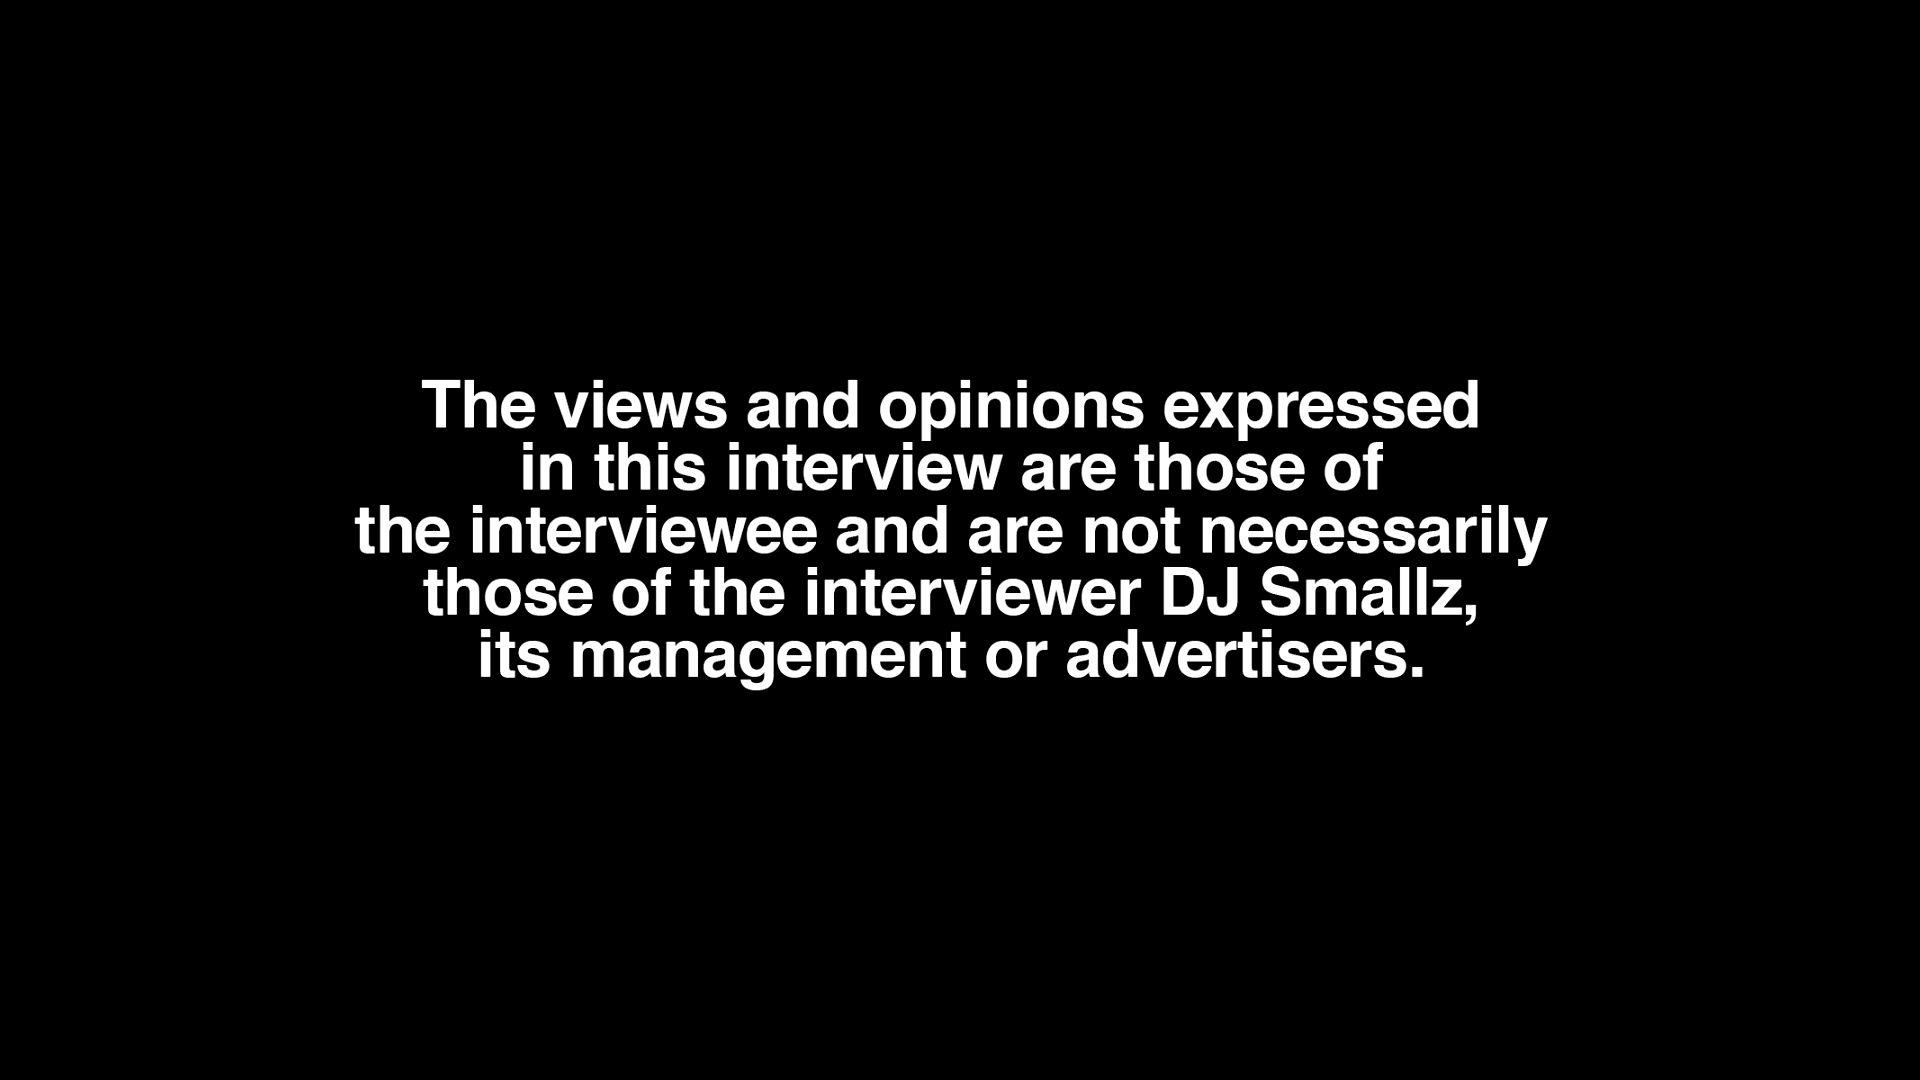 The views and opinions expressed
in this interview are those of
the interviewee and are not necessarily
those of the interviewer DJ Smallz,
its management or advertisers.